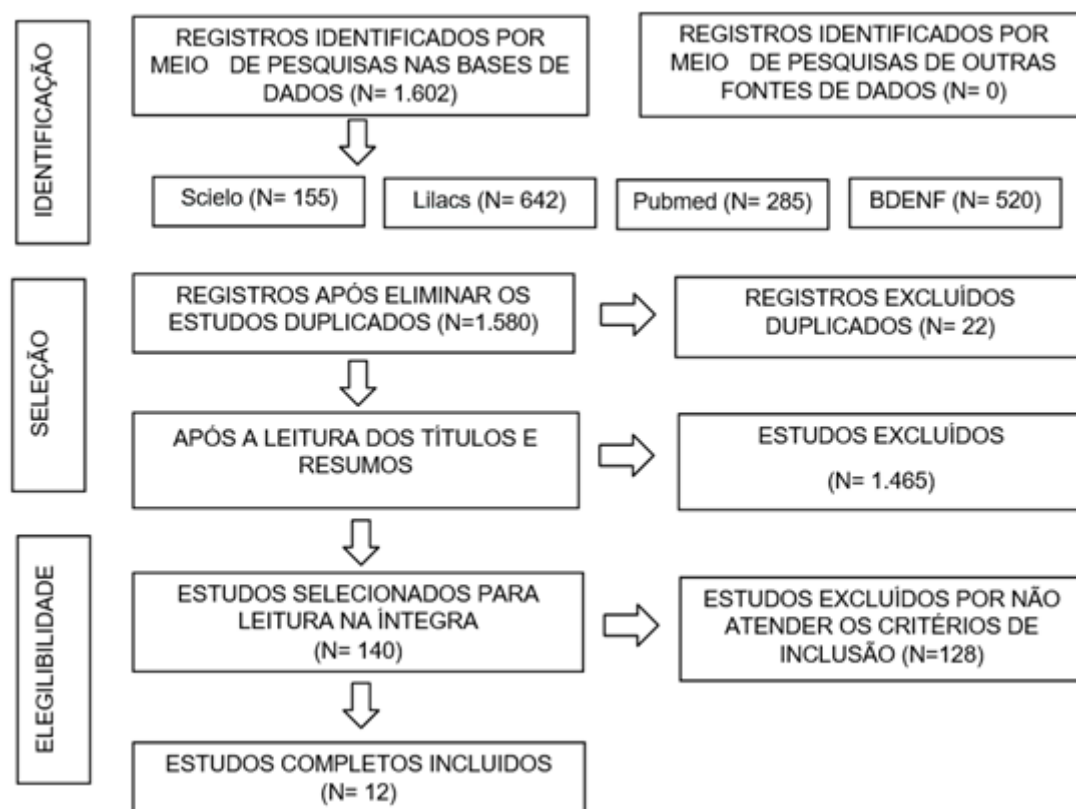 IDENTIFICAÇÃO
REGISTROS IDENTIFICADOS POR
MEIO DE PESQUISAS NAS BASES DE
DADOS (N= 1.602)
REGISTROS IDENTIFICADOS POR
MEIO DE PESQUISAS DE OUTRAS
FONTES DE DADOS (N= 0)
Scielo (N= 155)
Lilacs (N= 642)
Pubmed (N= 285)
BDENF (N= 520)
SELEÇÃO
REGISTROS APÓS ELIMINAR OS
ESTUDOS DUPLICADOS (N=1.580)
REGISTROS EXCLUÍDOS
DUPLICADOS (N= 22)
APÓS A LEITURA DOS TÍTULOS E
RESUMOS
ESTUDOS EXCLUÍDOS
(N= 1.465)
ELEGILIBILIDADE
ESTUDOS SELECIONADOS PARA
LEITURA NA ÍNTEGRA
(N= 140)
ESTUDOS EXCLUÍDOS POR NÃO
ATENDER OS CRITÉRIOS DE
INCLUSÃO (N=128)
ESTUDOS COMPLETOS INCLUIDOS
(N= 12)